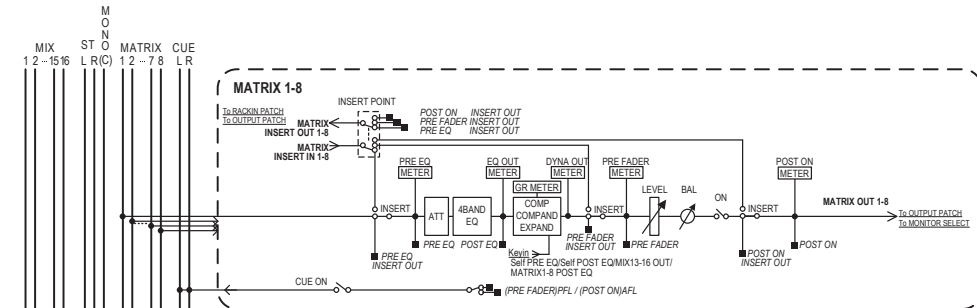 MONO
MIX
ST
MATRIX
CUE
1 2 ··· 15 16
L R (C)
1 2 ··· 7 8
L R
MATRIX 1-8
INSERT POINT
To RACKIN PATCH
To OUTPUT PATCH
MATRIX
INSERT OUT 1-8
MATRIX
INSERT IN 1-8
POST ON INSERT OUT
PRE FADER INSERT OUT
PRE EQ INSERT OUT
PRE EQ
METER
EQ OUT
METER
DYNA OUT
METER
PRE FADER
METER
POST ON
METER
GR METER
INSERT
ATT
4BAND
EQ
COMP
COMPAND
EXPAND
INSERT
LEVEL
BAL
ON
INSERT
MATRIX OUT 1-8
To OUTPUT PATCH
To MONITOR SELECT
PRE EQ
INSERT OUT
PRE EQ
POST EQ
PRE FADER
INSERT OUT
PRE FADER
POST ON
INSERT OUT
POST ON
Keyin
Self PRE EQ/Self POST EQ/MIX13-16 OUT/
MATRIX1-8 POST EQ
CUE ON
(PRE FADER)PFL / (POST ON)AFL